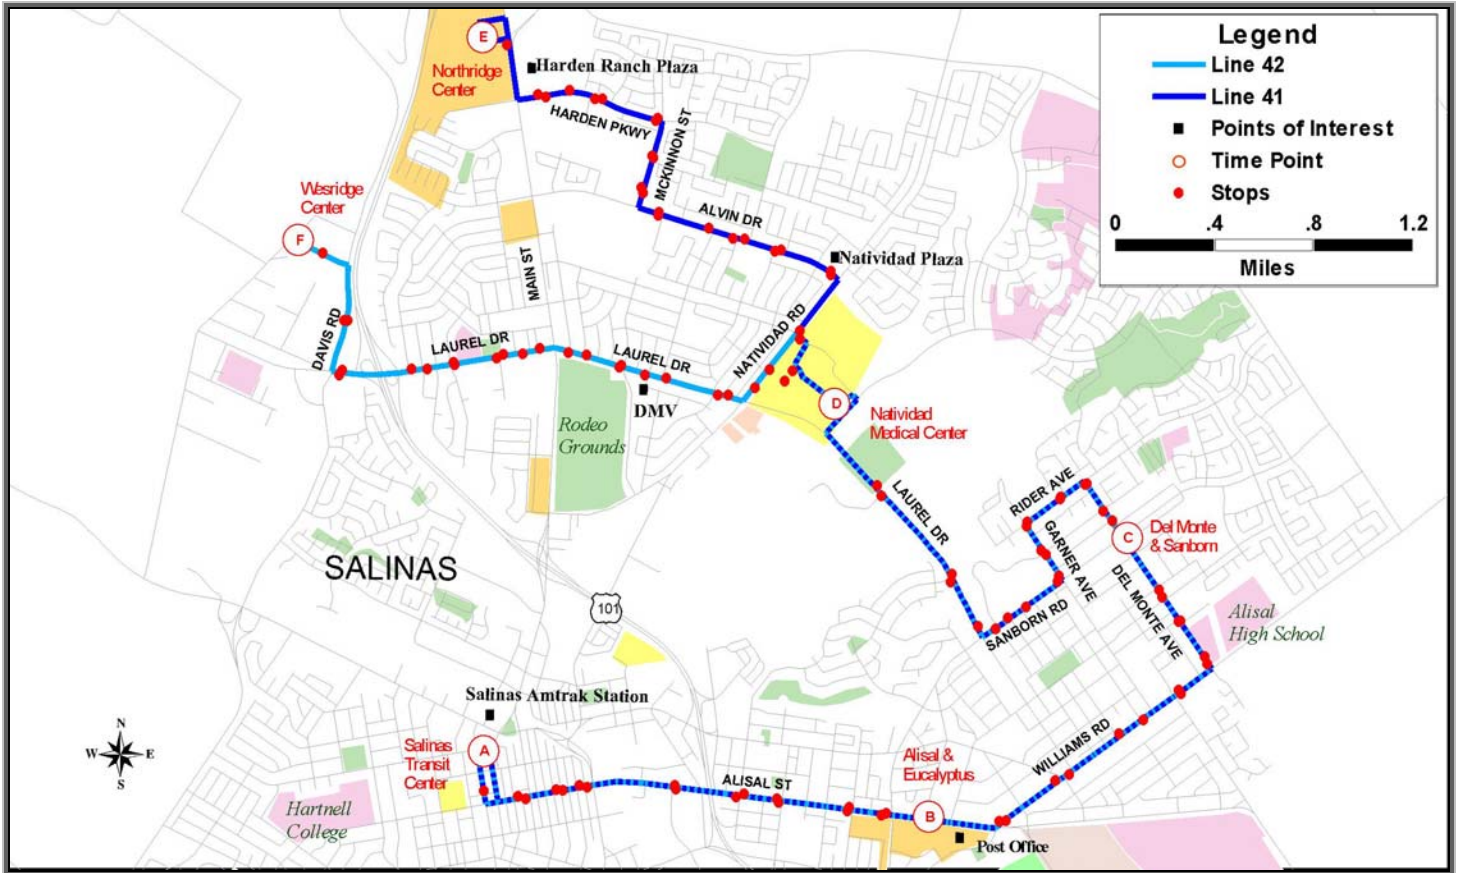 Legend
Line 42
Line 41
Points of Interest
Time Point
Stops
0 .4 .8 1.2
Miles
E
Northridge
Center
Harden Ranch Plaza
HARDEN PKWY
MCKINNON ST
ALVIN DR
Natividad Plaza
Wesridge
Center
F
MAIN ST
DAVIS RD
LAUREL DR
LAUREL DR
NATIVIDAD RD
DMV
Rodeo
Grounds
D
Natividad
Medical Center
LAUREL DR
RIDER AVE
GARNER AVE
SANBORN RD
C
Del Monte
& Sanborn
DEL MONTE AVE
Alisal
High School
SALINAS
101
Salinas Amtrak Station
Salinas
Transit
Center
A
ALISAL ST
Alisal &
Eucalyptus
B
WILLIAMS RD
Post Office
Hartnell
College
N
W E
S